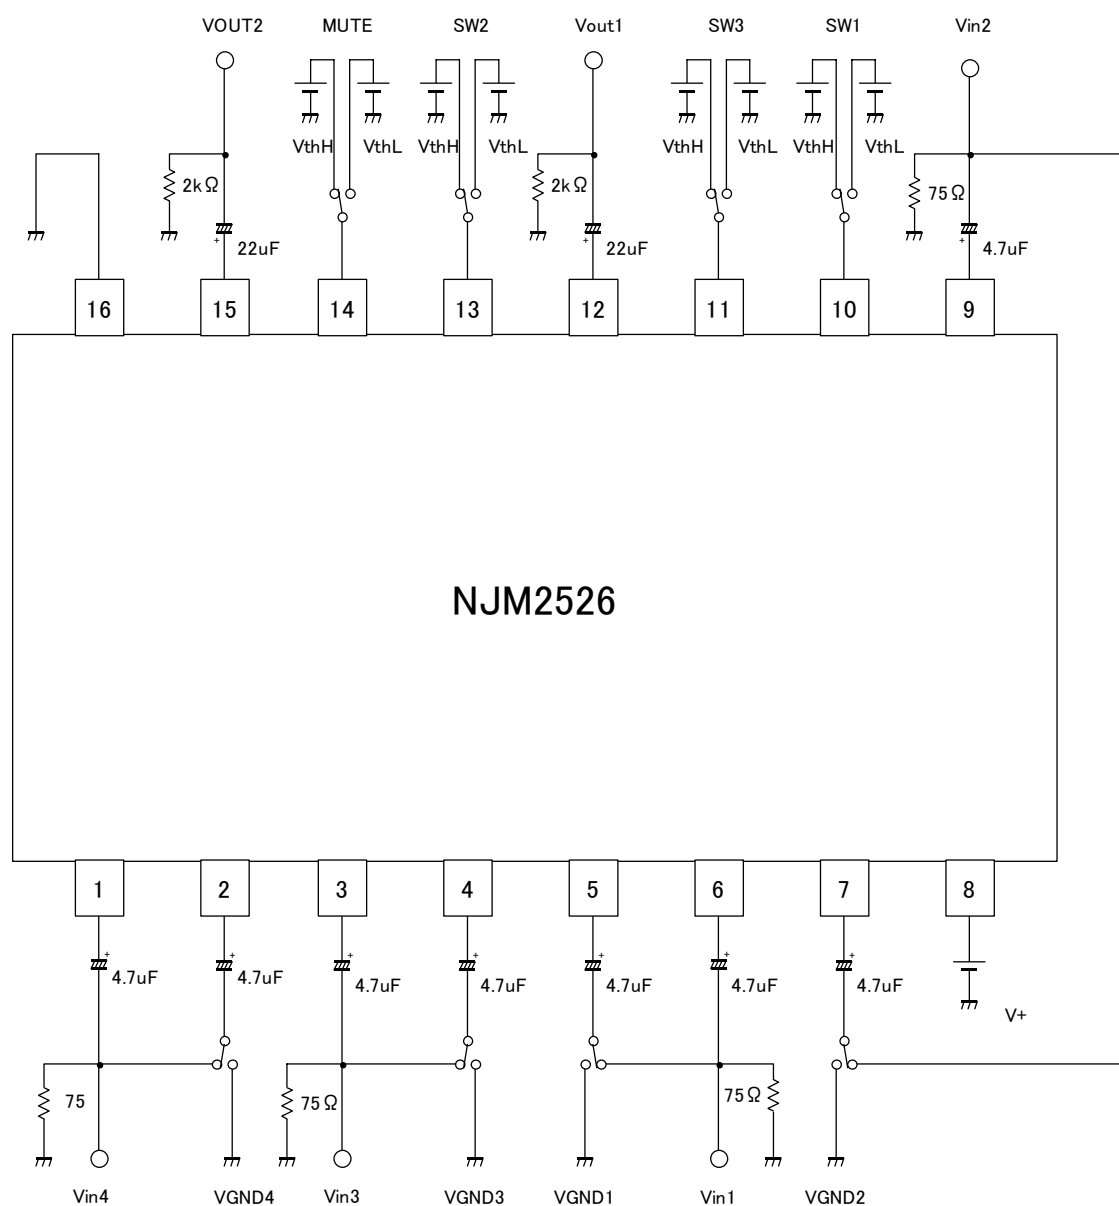 VOUT2 MUTE SW2 Vout1 SW3 SW1 Vin2
VthH VthL VthH VthL VthH VthL VthH VthL
2kΩ 2kΩ 75Ω
+ 22uF + 22uF + 4.7uF
16 15 14 13 12 11 10 9
NJM2526
1 2 3 4 5 6 7 8
+ + + + + + +
4.7uF 4.7uF 4.7uF 4.7uF 4.7uF 4.7uF 4.7uF
V+
75 75Ω 75Ω
Vin4 VGND4 Vin3 VGND3 VGND1 Vin1 VGND2